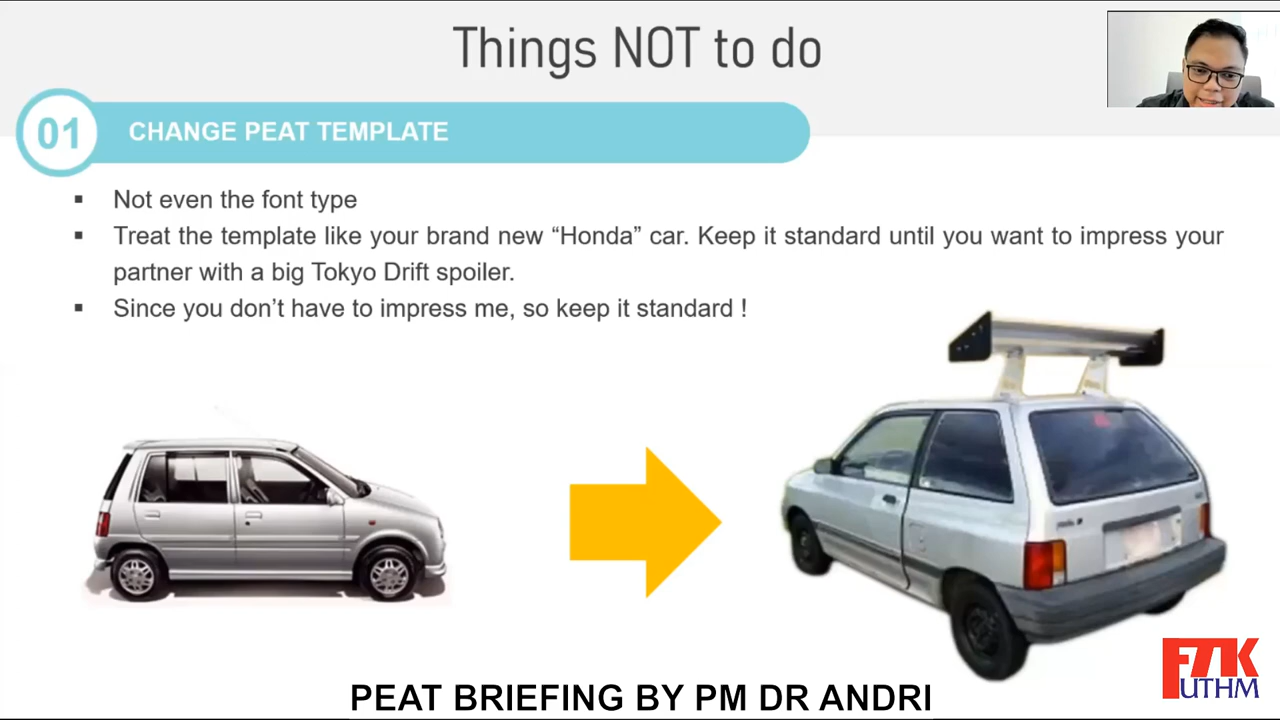 Things NOT to do
01
CHANGE PEAT TEMPLATE
▪ Not even the font type
▪ Treat the template like your brand new “Honda” car. Keep it standard until you want to impress your
partner with a big Tokyo Drift spoiler.
▪ Since you don’t have to impress me, so keep it standard !
PEAT BRIEFING BY PM DR ANDRI
FTK
UTHM